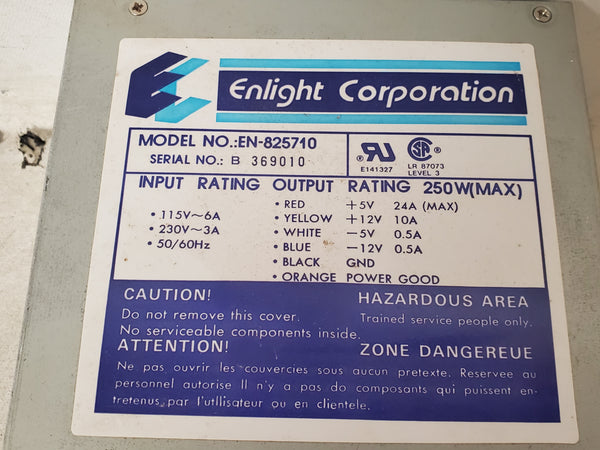 Enlight Corporation
MODEL NO.:EN-825710
SERIAL NO.: B 369010
E141327
LR 87073
LEVEL 3
INPUT RATING
• 115V~6A
• 230V~3A
• 50/60Hz
OUTPUT RATING 250W(MAX)
• RED +5V 24A (MAX)
• YELLOW +12V 10A
• WHITE -5V 0.5A
• BLUE -12V 0.5A
• BLACK GND
• ORANGE POWER GOOD
CAUTION!
Do not remove this cover.
No serviceable components inside.
HAZARDOUS AREA
Trained service people only.
ATTENTION!
ZONE DANGEREUE
Ne pas ouvrir les couvercies sous aucun pretexte. Reservee au
personnel autorise Il n'y a pas do composants qui puissent en-
tretenus par l'utllisateur ou en clientele.